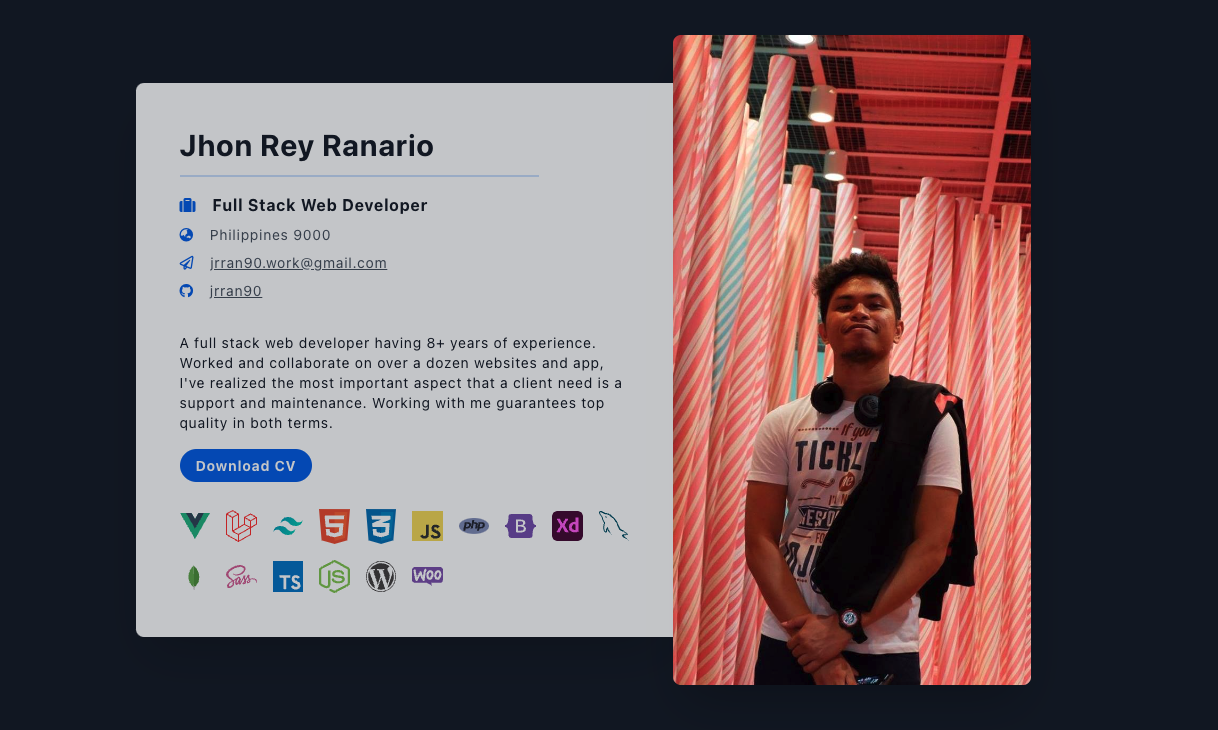 Jhon Rey Ranario
Full Stack Web Developer
Philippines 9000
jrran90.work@gmail.com
jrran90
A full stack web developer having 8+ years of experience.
Worked and collaborate on over a dozen websites and app,
I've realized the most important aspect that a client need is a
support and maintenance. Working with me guarantees top
quality in both terms.
Download CV
5 3 JS php B Xd
Sass TS JS W Woo
If you
TICKL